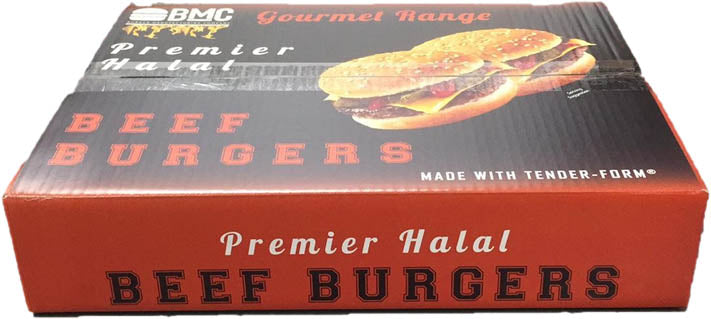 BMC
Gourmet Range
Premier
Halal
BEEF
BURGERS
MADE WITH TENDER-FORM®
Premier Halal
BEEF BURGERS